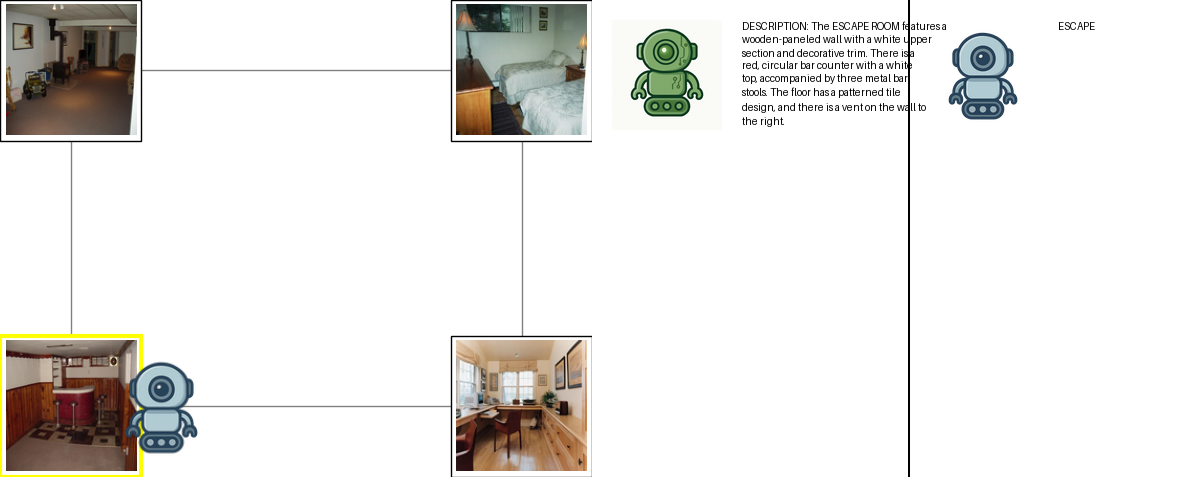 DESCRIPTION: The ESCAPE ROOM features a
wooden-paneled wall with a white upper
section and decorative trim. There is a
red, circular bar counter with a white
top, accompanied by three metal bar
stools. The floor has a patterned tile
design, and there is a vent on the wall to
the right.
ESCAPE